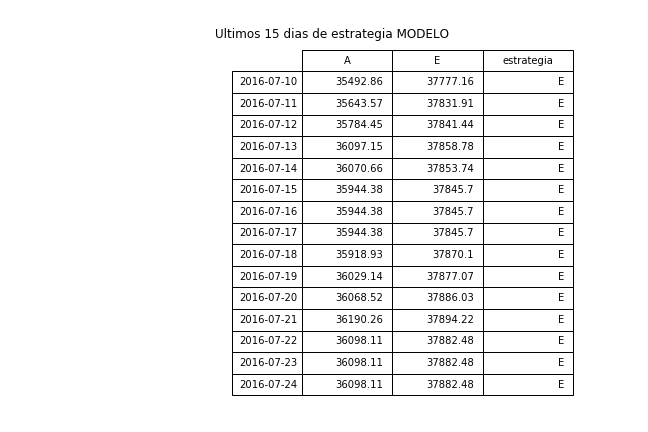 Ultimos 15 dias de estrategia MODELO
A E estrategia
2016-07-10 35492.86 37777.16 E
2016-07-11 35643.57 37831.91 E
2016-07-12 35784.45 37841.44 E
2016-07-13 36097.15 37858.78 E
2016-07-14 36070.66 37853.74 E
2016-07-15 35944.38 37845.7 E
2016-07-16 35944.38 37845.7 E
2016-07-17 35944.38 37845.7 E
2016-07-18 35918.93 37870.1 E
2016-07-19 36029.14 37877.07 E
2016-07-20 36068.52 37886.03 E
2016-07-21 36190.26 37894.22 E
2016-07-22 36098.11 37882.48 E
2016-07-23 36098.11 37882.48 E
2016-07-24 36098.11 37882.48 E